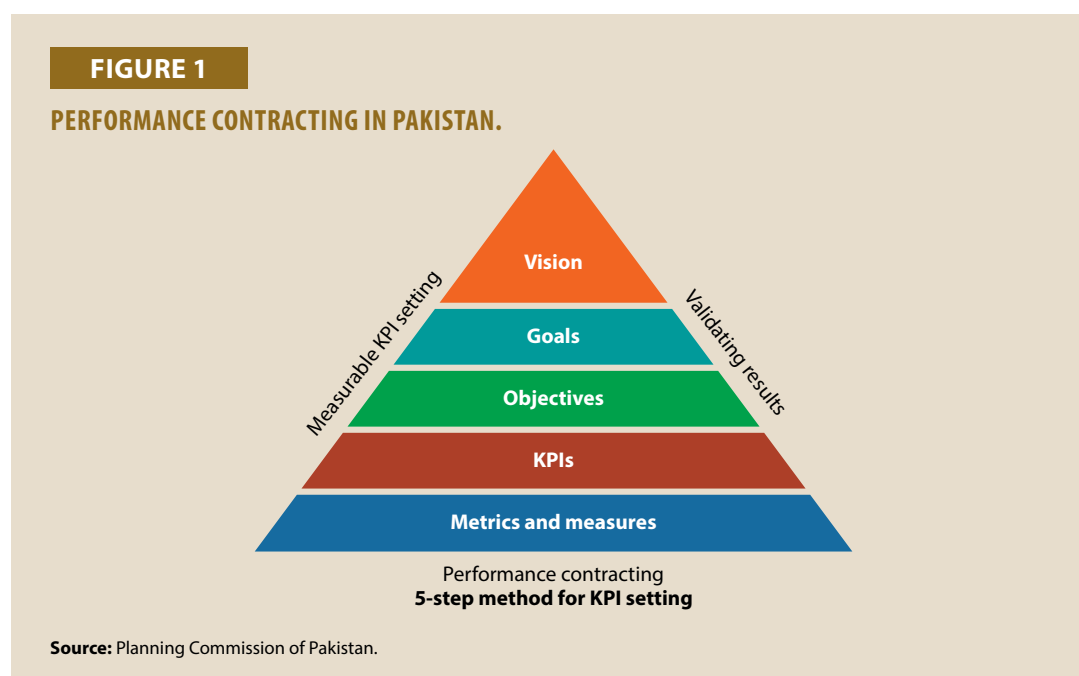 FIGURE 1
PERFORMANCE CONTRACTING IN PAKISTAN.
Vision
Measurable KPI setting
Validating results
Goals
Objectives
KPIs
Metrics and measures
Performance contracting
5-step method for KPI setting
Source: Planning Commission of Pakistan.